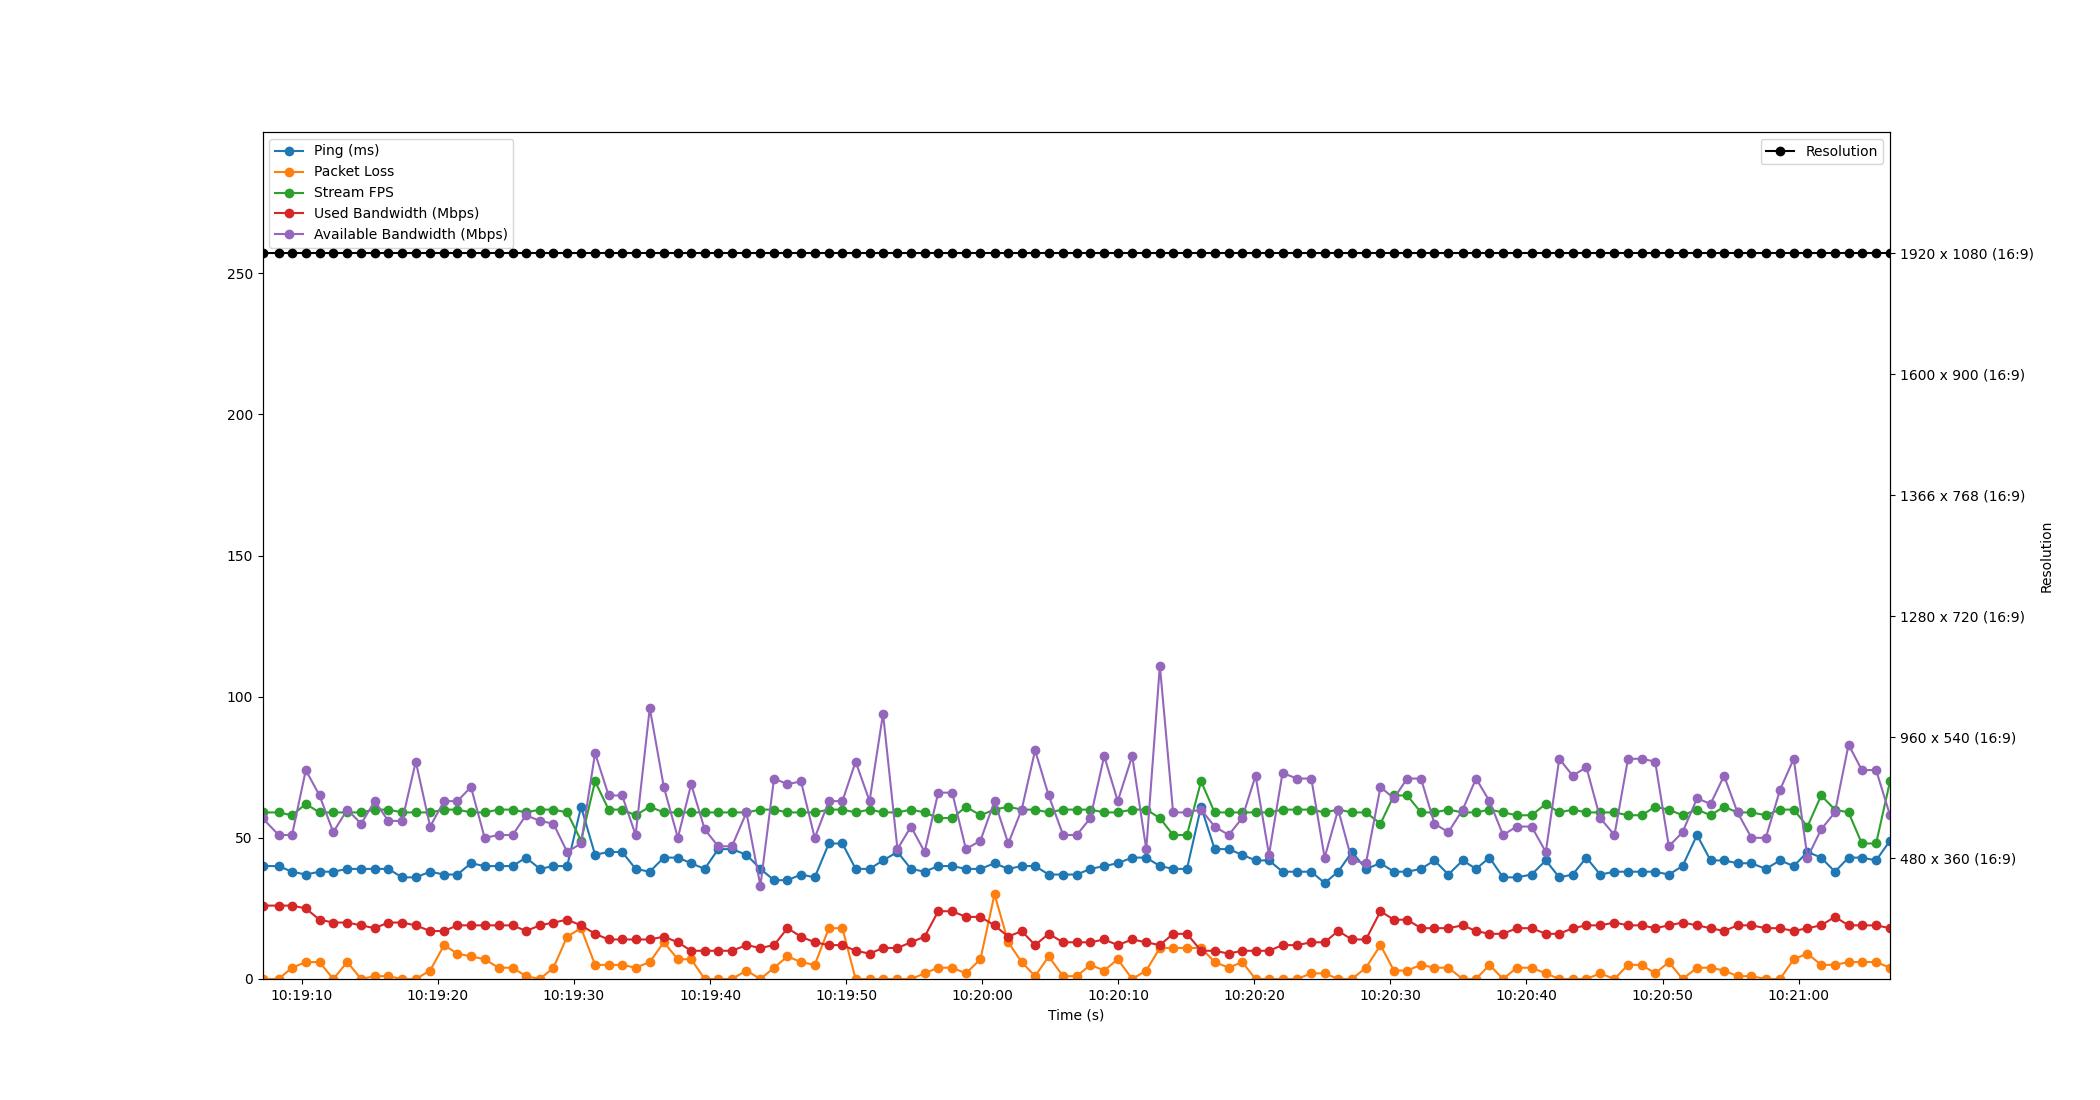 Ping (ms)
Packet Loss
Stream FPS
Used Bandwidth (Mbps)
Available Bandwidth (Mbps)
Resolution
250
200
150
100
50
0
1920 x 1080 (16:9)
1600 x 900 (16:9)
1366 x 768 (16:9)
1280 x 720 (16:9)
960 x 540 (16:9)
480 x 360 (16:9)
Resolution
10:19:10
10:19:20
10:19:30
10:19:40
10:19:50
10:20:00
10:20:10
10:20:20
10:20:30
10:20:40
10:20:50
10:21:00
Time (s)